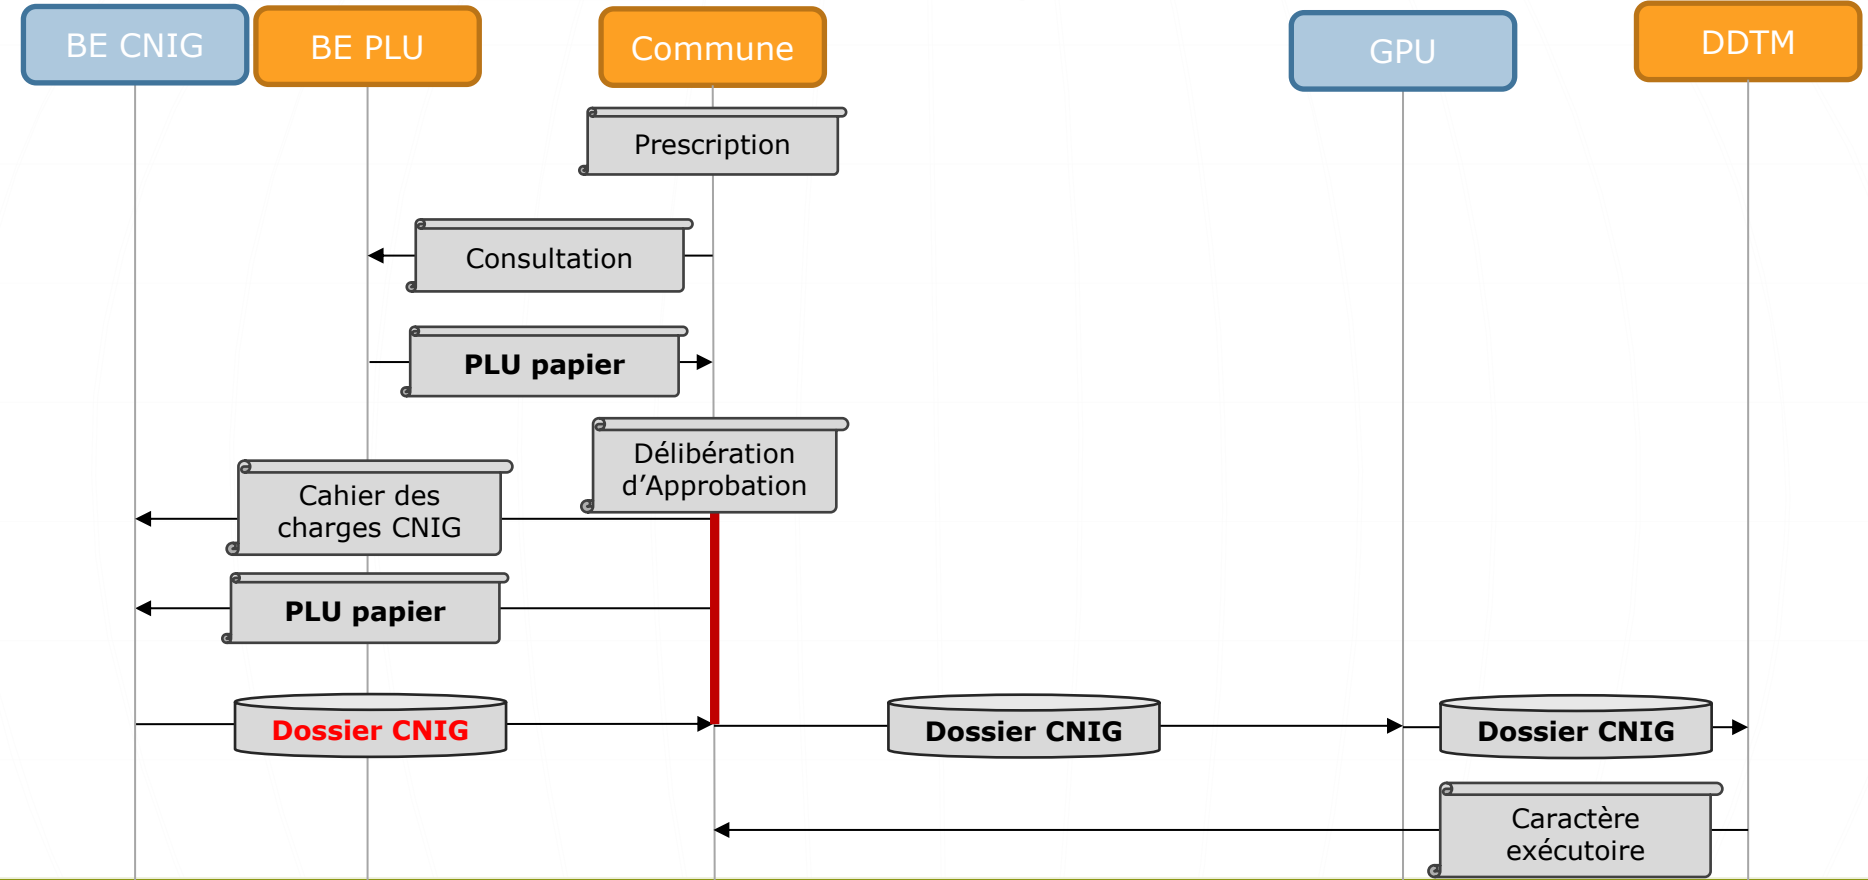 BE CNIG
BE PLU
Commune
GPU
DDTM
Prescription
Consultation
PLU papier
Délibération
d’Approbation
Cahier des
charges CNIG
PLU papier
Dossier CNIG
Dossier CNIG
Dossier CNIG
Caractère
exécutoire